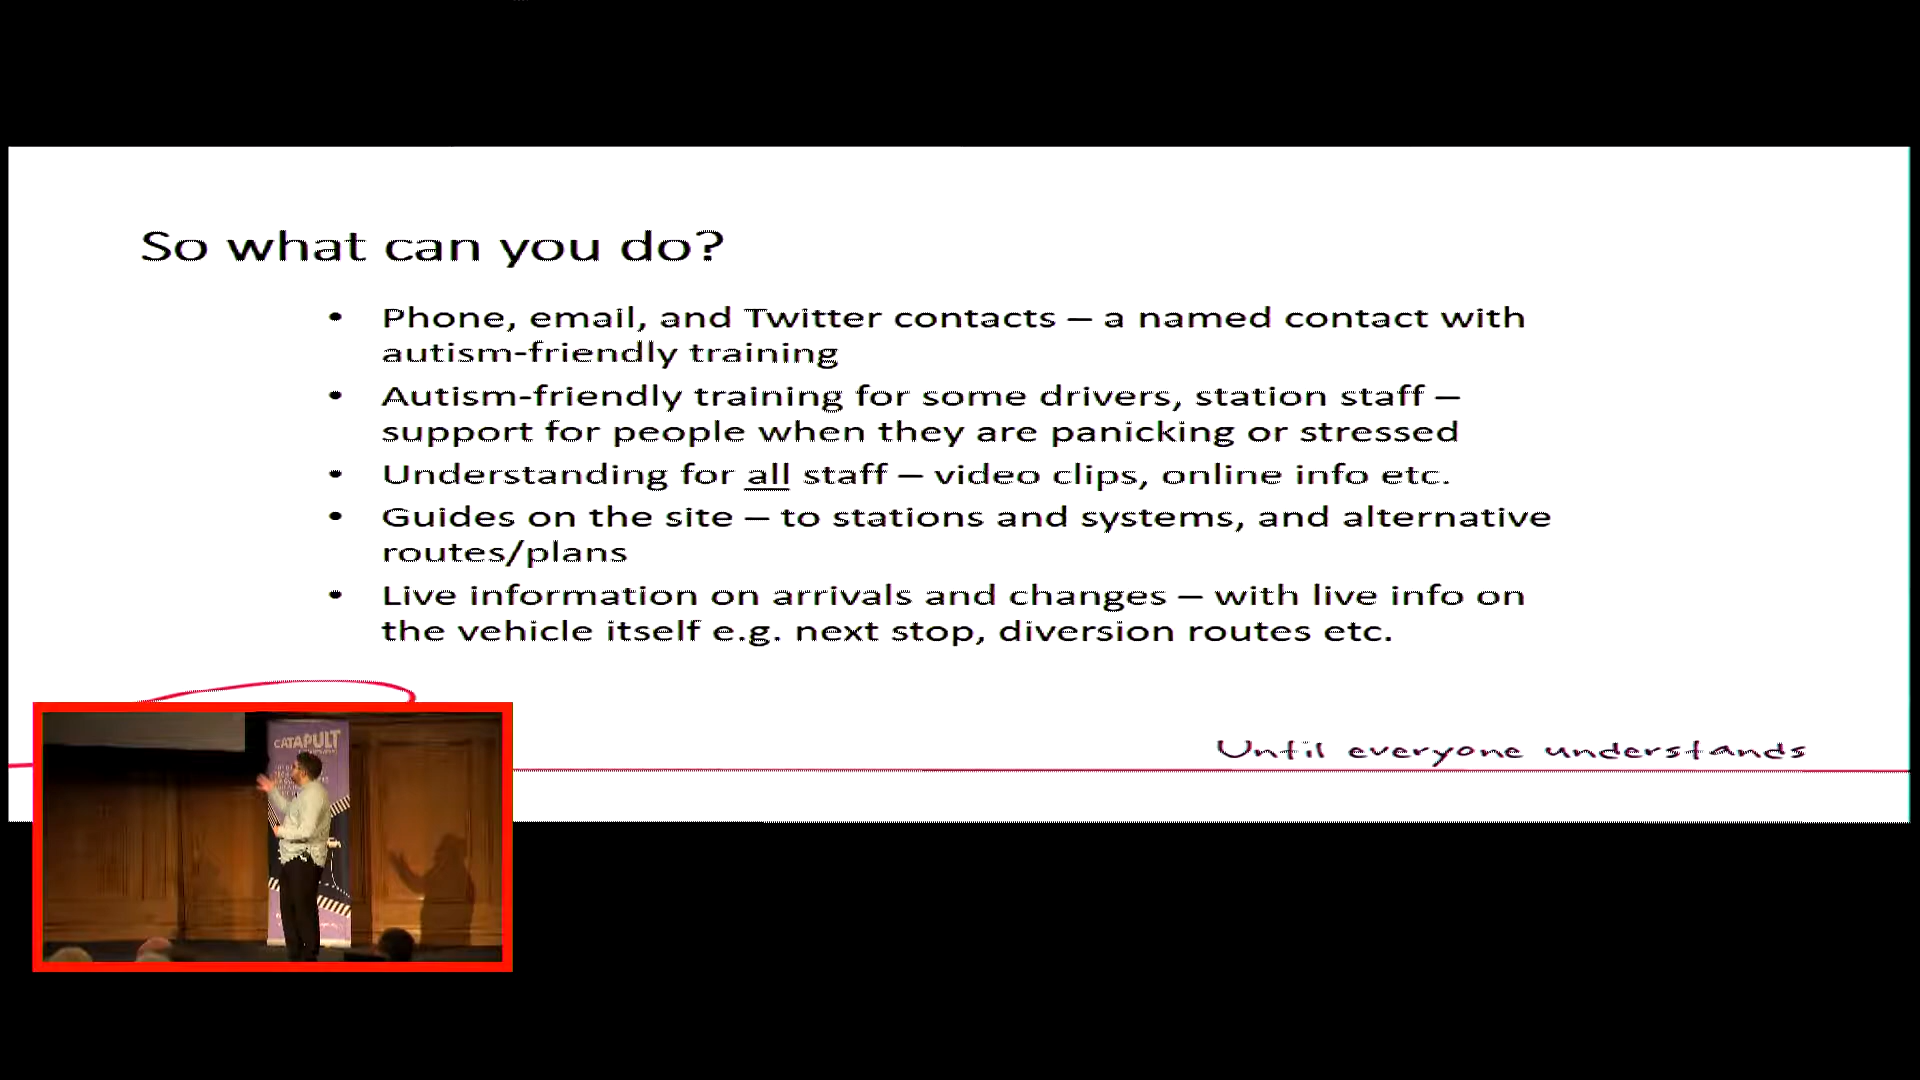 So what can you do?
• Phone, email, and Twitter contacts – a named contact with
autism-friendly training
• Autism-friendly training for some drivers, station staff –
support for people when they are panicking or stressed
• Understanding for all staff – video clips, online info etc.
• Guides on the site – to stations and systems, and alternative
routes/plans
• Live information on arrivals and changes – with live info on
the vehicle itself e.g. next stop, diversion routes etc.
Until everyone understands
CATAPULT